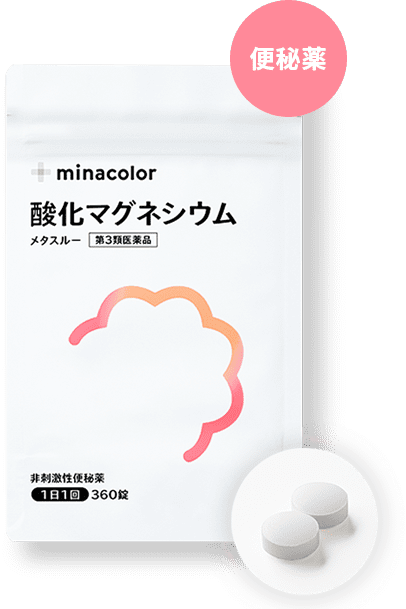 便秘薬
minacolor
酸化マグネシウム
メタスルー 第3類医薬品
非刺激性便秘薬
1日1回 360錠